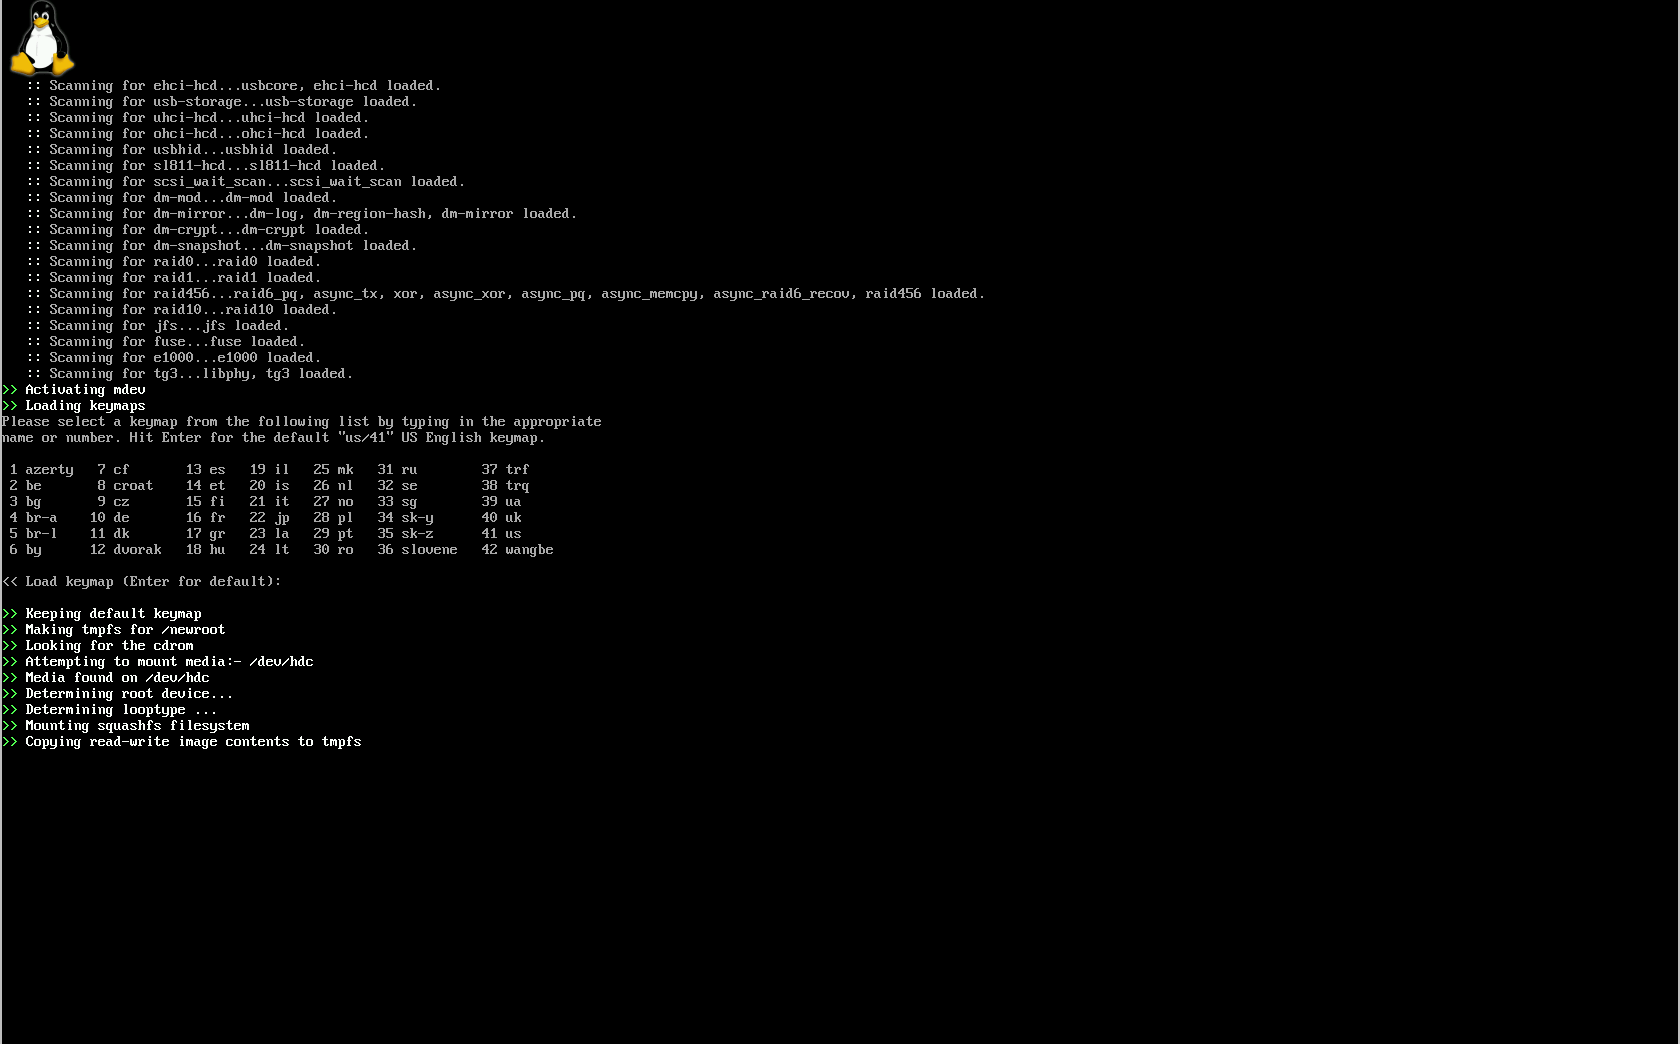 :: Scanning for ehci-hcd...usbcore, ehci-hcd loaded.
:: Scanning for usb-storage...usb-storage loaded.
:: Scanning for uhci-hcd...uhci-hcd loaded.
:: Scanning for ohci-hcd...ohci-hcd loaded.
:: Scanning for usbhid...usbhid loaded.
:: Scanning for sl811-hcd...sl811-hcd loaded.
:: Scanning for scsi_wait_scan...scsi_wait_scan loaded.
:: Scanning for dm-mod...dm-mod loaded.
:: Scanning for dm-mirror...dm-log, dm-region-hash, dm-mirror loaded.
:: Scanning for dm-crypt...dm-crypt loaded.
:: Scanning for dm-snapshot...dm-snapshot loaded.
:: Scanning for raid0...raid0 loaded.
:: Scanning for raid1...raid1 loaded.
:: Scanning for raid456...raid6_pq, async_tx, xor, async_xor, async_pq, async_memcpy, async_raid6_recov, raid456 loaded.
:: Scanning for raid10...raid10 loaded.
:: Scanning for jfs...jfs loaded.
:: Scanning for fuse...fuse loaded.
:: Scanning for e1000...e1000 loaded.
:: Scanning for tg3...libphy, tg3 loaded.
>> Activating mdev
>> Loading keymaps
Please select a keymap from the following list by typing in the appropriate
name or number. Hit Enter for the default "us/41" US English keymap.
1 azerty 7 cf 13 es 19 il 25 mk 31 ru 37 trf
2 be 8 croat 14 et 20 is 26 nl 32 se 38 trq
3 bg 9 cz 15 fi 21 it 27 no 33 sg 39 ua
4 br-a 10 de 16 fr 22 jp 28 pl 34 sk-y 40 uk
5 br-l 11 dk 17 gr 23 la 29 pt 35 sk-z 41 us
6 by 12 dvorak 18 hu 24 lt 30 ro 36 slovene 42 wangbe
<< Load keymap (Enter for default):
>> Keeping default keymap
>> Making tmpfs for /newroot
>> Looking for the cdrom
>> Attempting to mount media:- /dev/hdc
>> Media found on /dev/hdc
>> Determining root device...
>> Determining looptype ...
>> Mounting squashfs filesystem
>> Copying read-write image contents to tmpfs